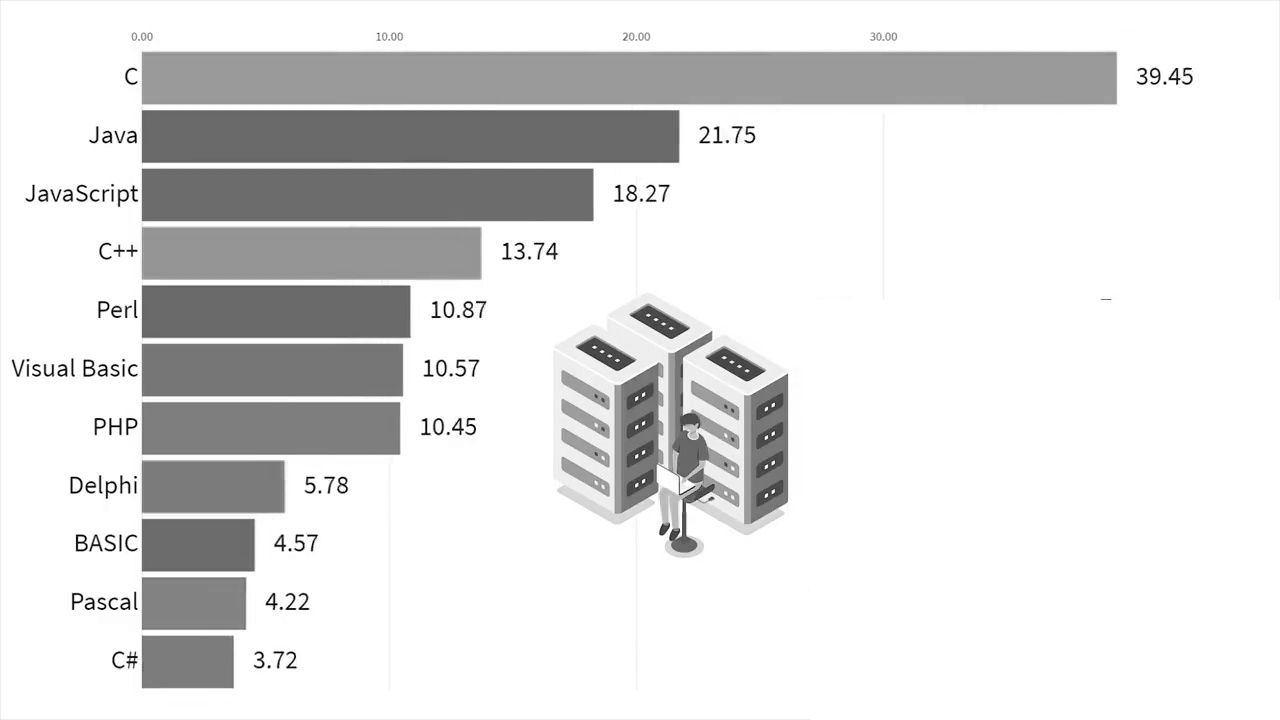 0.00 10.00 20.00 30.00
C 39.45
Java 21.75
JavaScript 18.27
C++ 13.74
Perl 10.87
Visual Basic 10.57
PHP 10.45
Delphi 5.78
BASIC 4.57
Pascal 4.22
C# 3.72